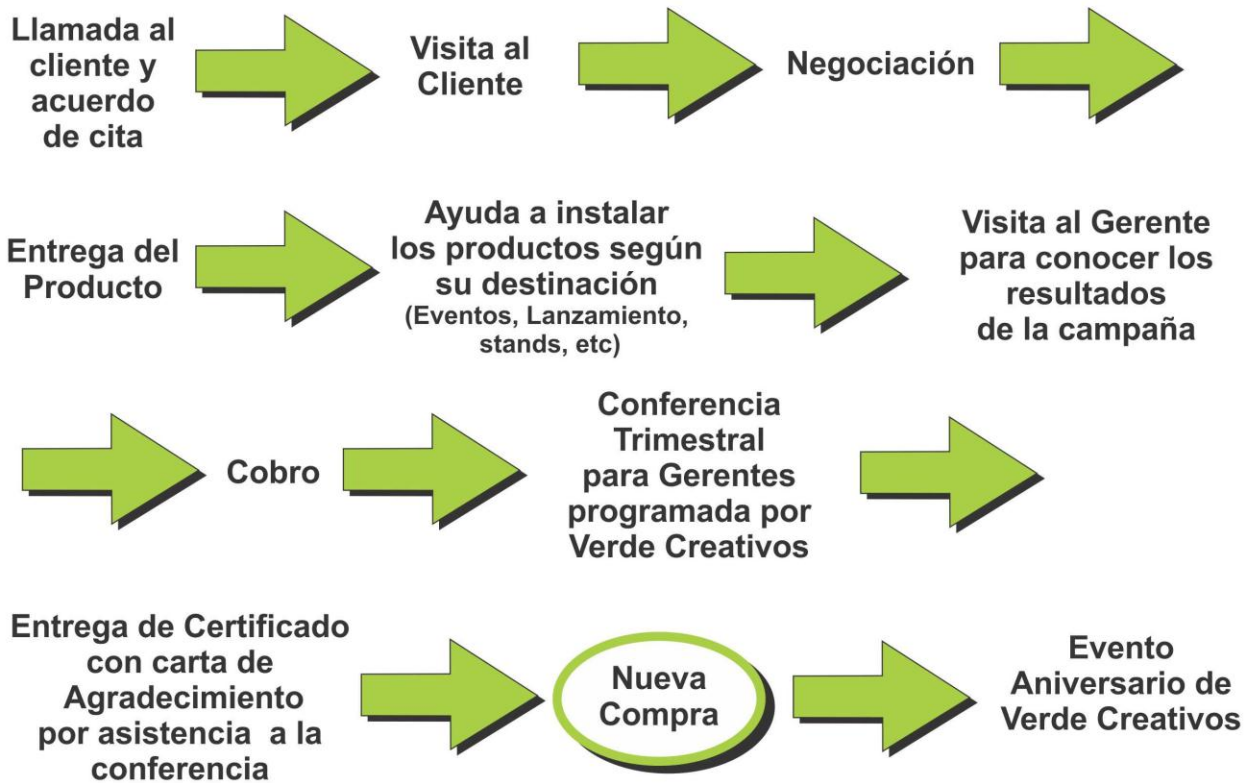 Llamada al
cliente y
acuerdo
de cita
Visita al
Cliente
Negociación
Entrega del
Producto
Ayuda a instalar
los productos según
su destinación
(Eventos, Lanzamiento,
stands, etc)
Visita al Gerente
para conocer los
resultados
de la campaña
Cobro
Conferencia
Trimestral
para Gerentes
programada por
Verde Creativos
Entrega de Certificado
con carta de
Agradecimiento
por asistencia a la
conferencia
Nueva
Compra
Evento
Aniversario de
Verde Creativos